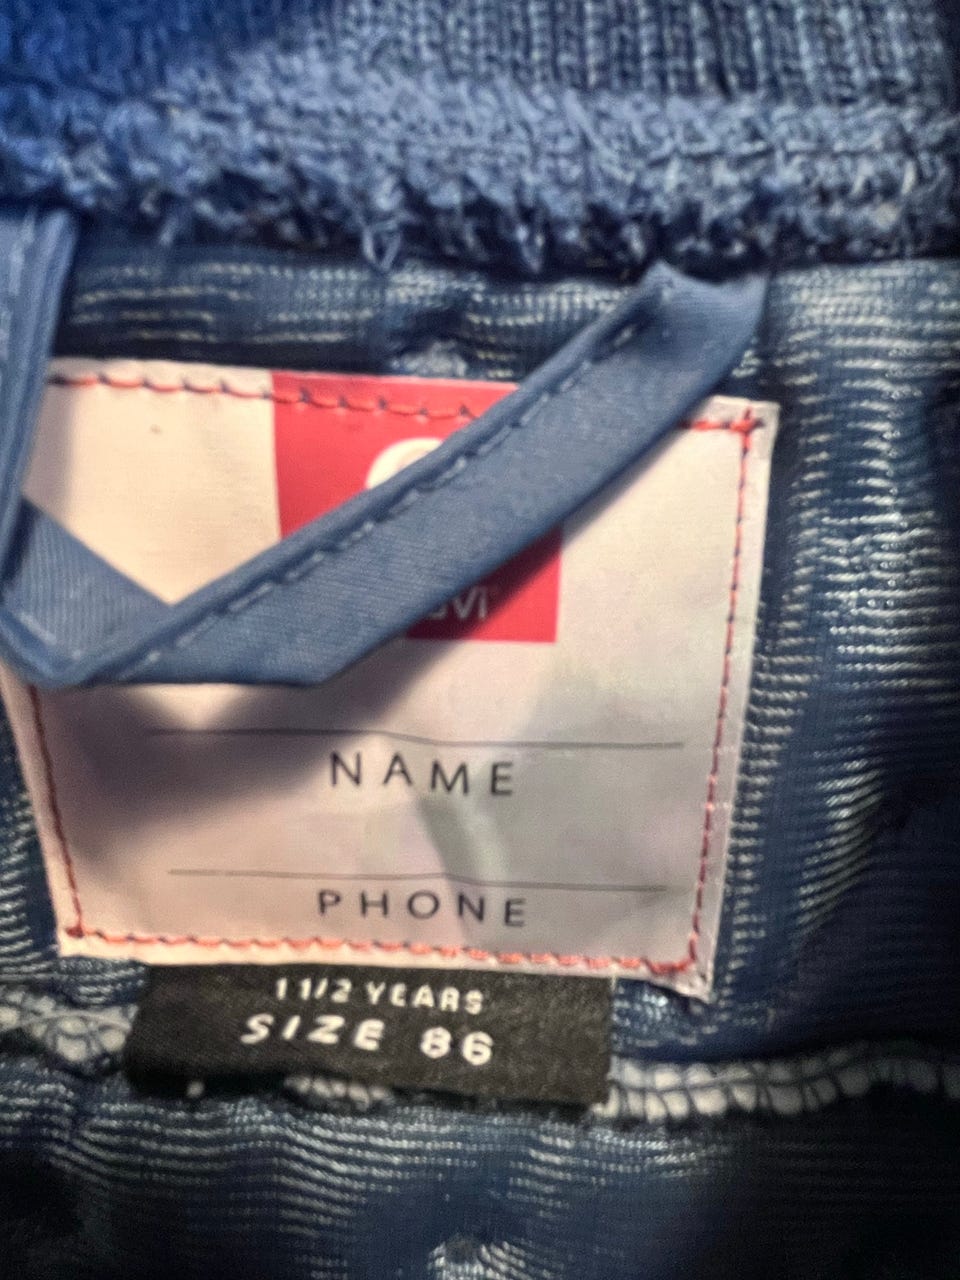 NAME
PHONE
1 1/2 YEARS
SIZE 86